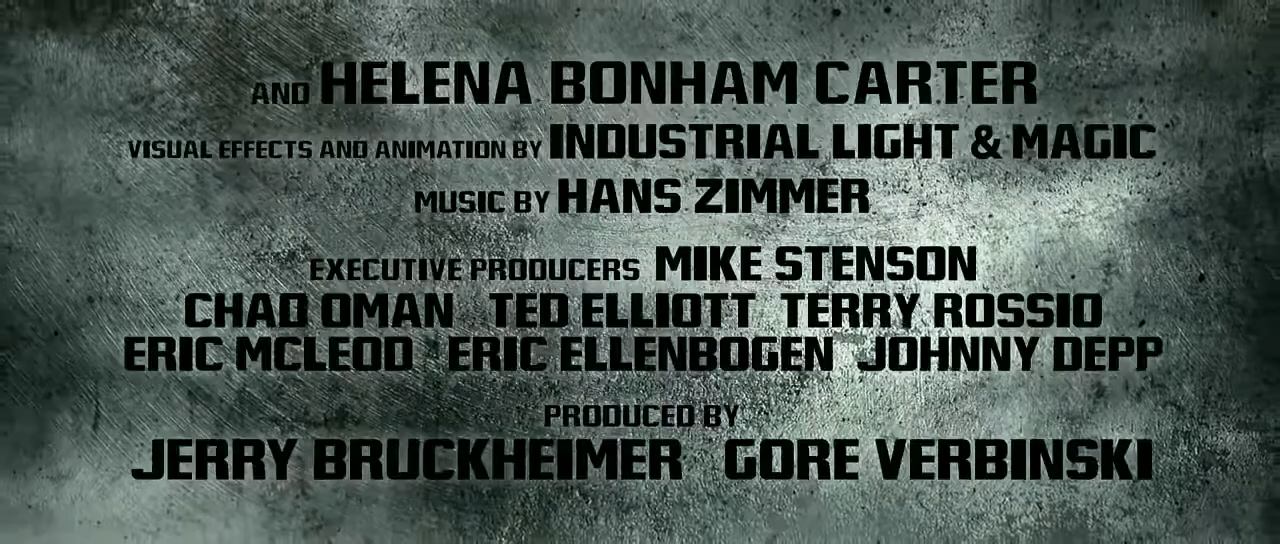 AND HELENA BONHAM CARTER
VISUAL EFFECTS AND ANIMATION BY INDUSTRIAL LIGHT & MAGIC
MUSIC BY HANS ZIMMER
EXECUTIVE PRODUCERS MIKE STENSON
CHAD OMAN TED ELLIOTT TERRY ROSSIO
ERIC MCLEOD ERIC ELLENBOGEN JOHNNY DEPP
PRODUCED BY
JERRY BRUCKHEIMER GORE VERBINSKI